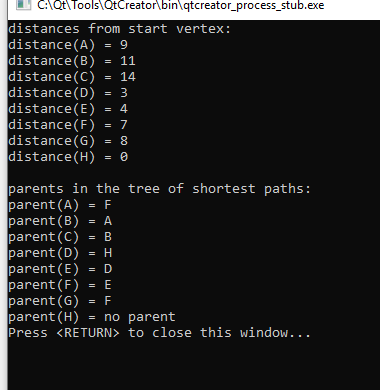 C:\Qt\Tools\QtCreator\bin\qtcreator_process_stub.exe
distances from start vertex:
distance(A) = 9
distance(B) = 11
distance(C) = 14
distance(D) = 3
distance(E) = 4
distance(F) = 7
distance(G) = 8
distance(H) = 0
parents in the tree of shortest paths:
parent(A) = F
parent(B) = A
parent(C) = B
parent(D) = H
parent(E) = D
parent(F) = E
parent(G) = F
parent(H) = no parent
Press <RETURN> to close this window...